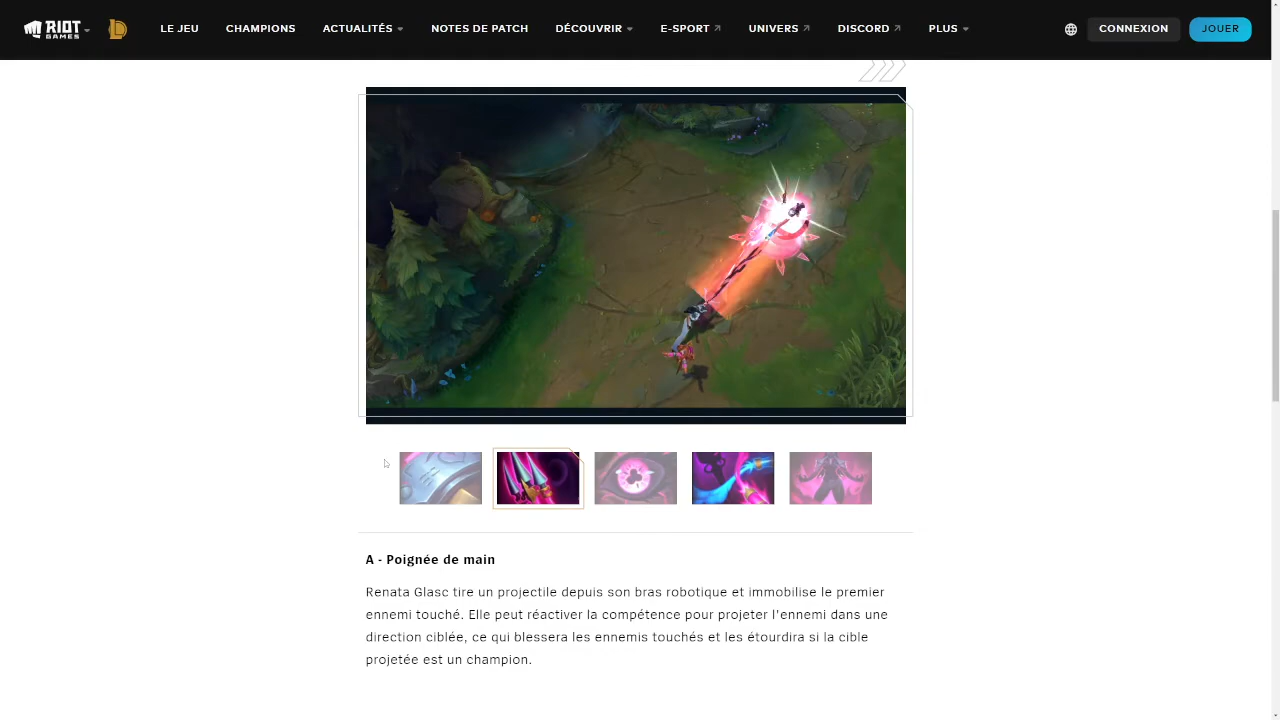 RIOT GAMES LE JEU CHAMPIONS ACTUALITÉS NOTES DE PATCH DÉCOUVRIR E-SPORT UNIVERS DISCORD PLUS CONNEXION JOUER
A - Poignée de main
Renata Glasc tire un projectile depuis son bras robotique et immobilise le premier
ennemi touché. Elle peut réactiver la compétence pour projeter l'ennemi dans une
direction ciblée, ce qui blessera les ennemis touchés et les étourdira si la cible
projetée est un champion.